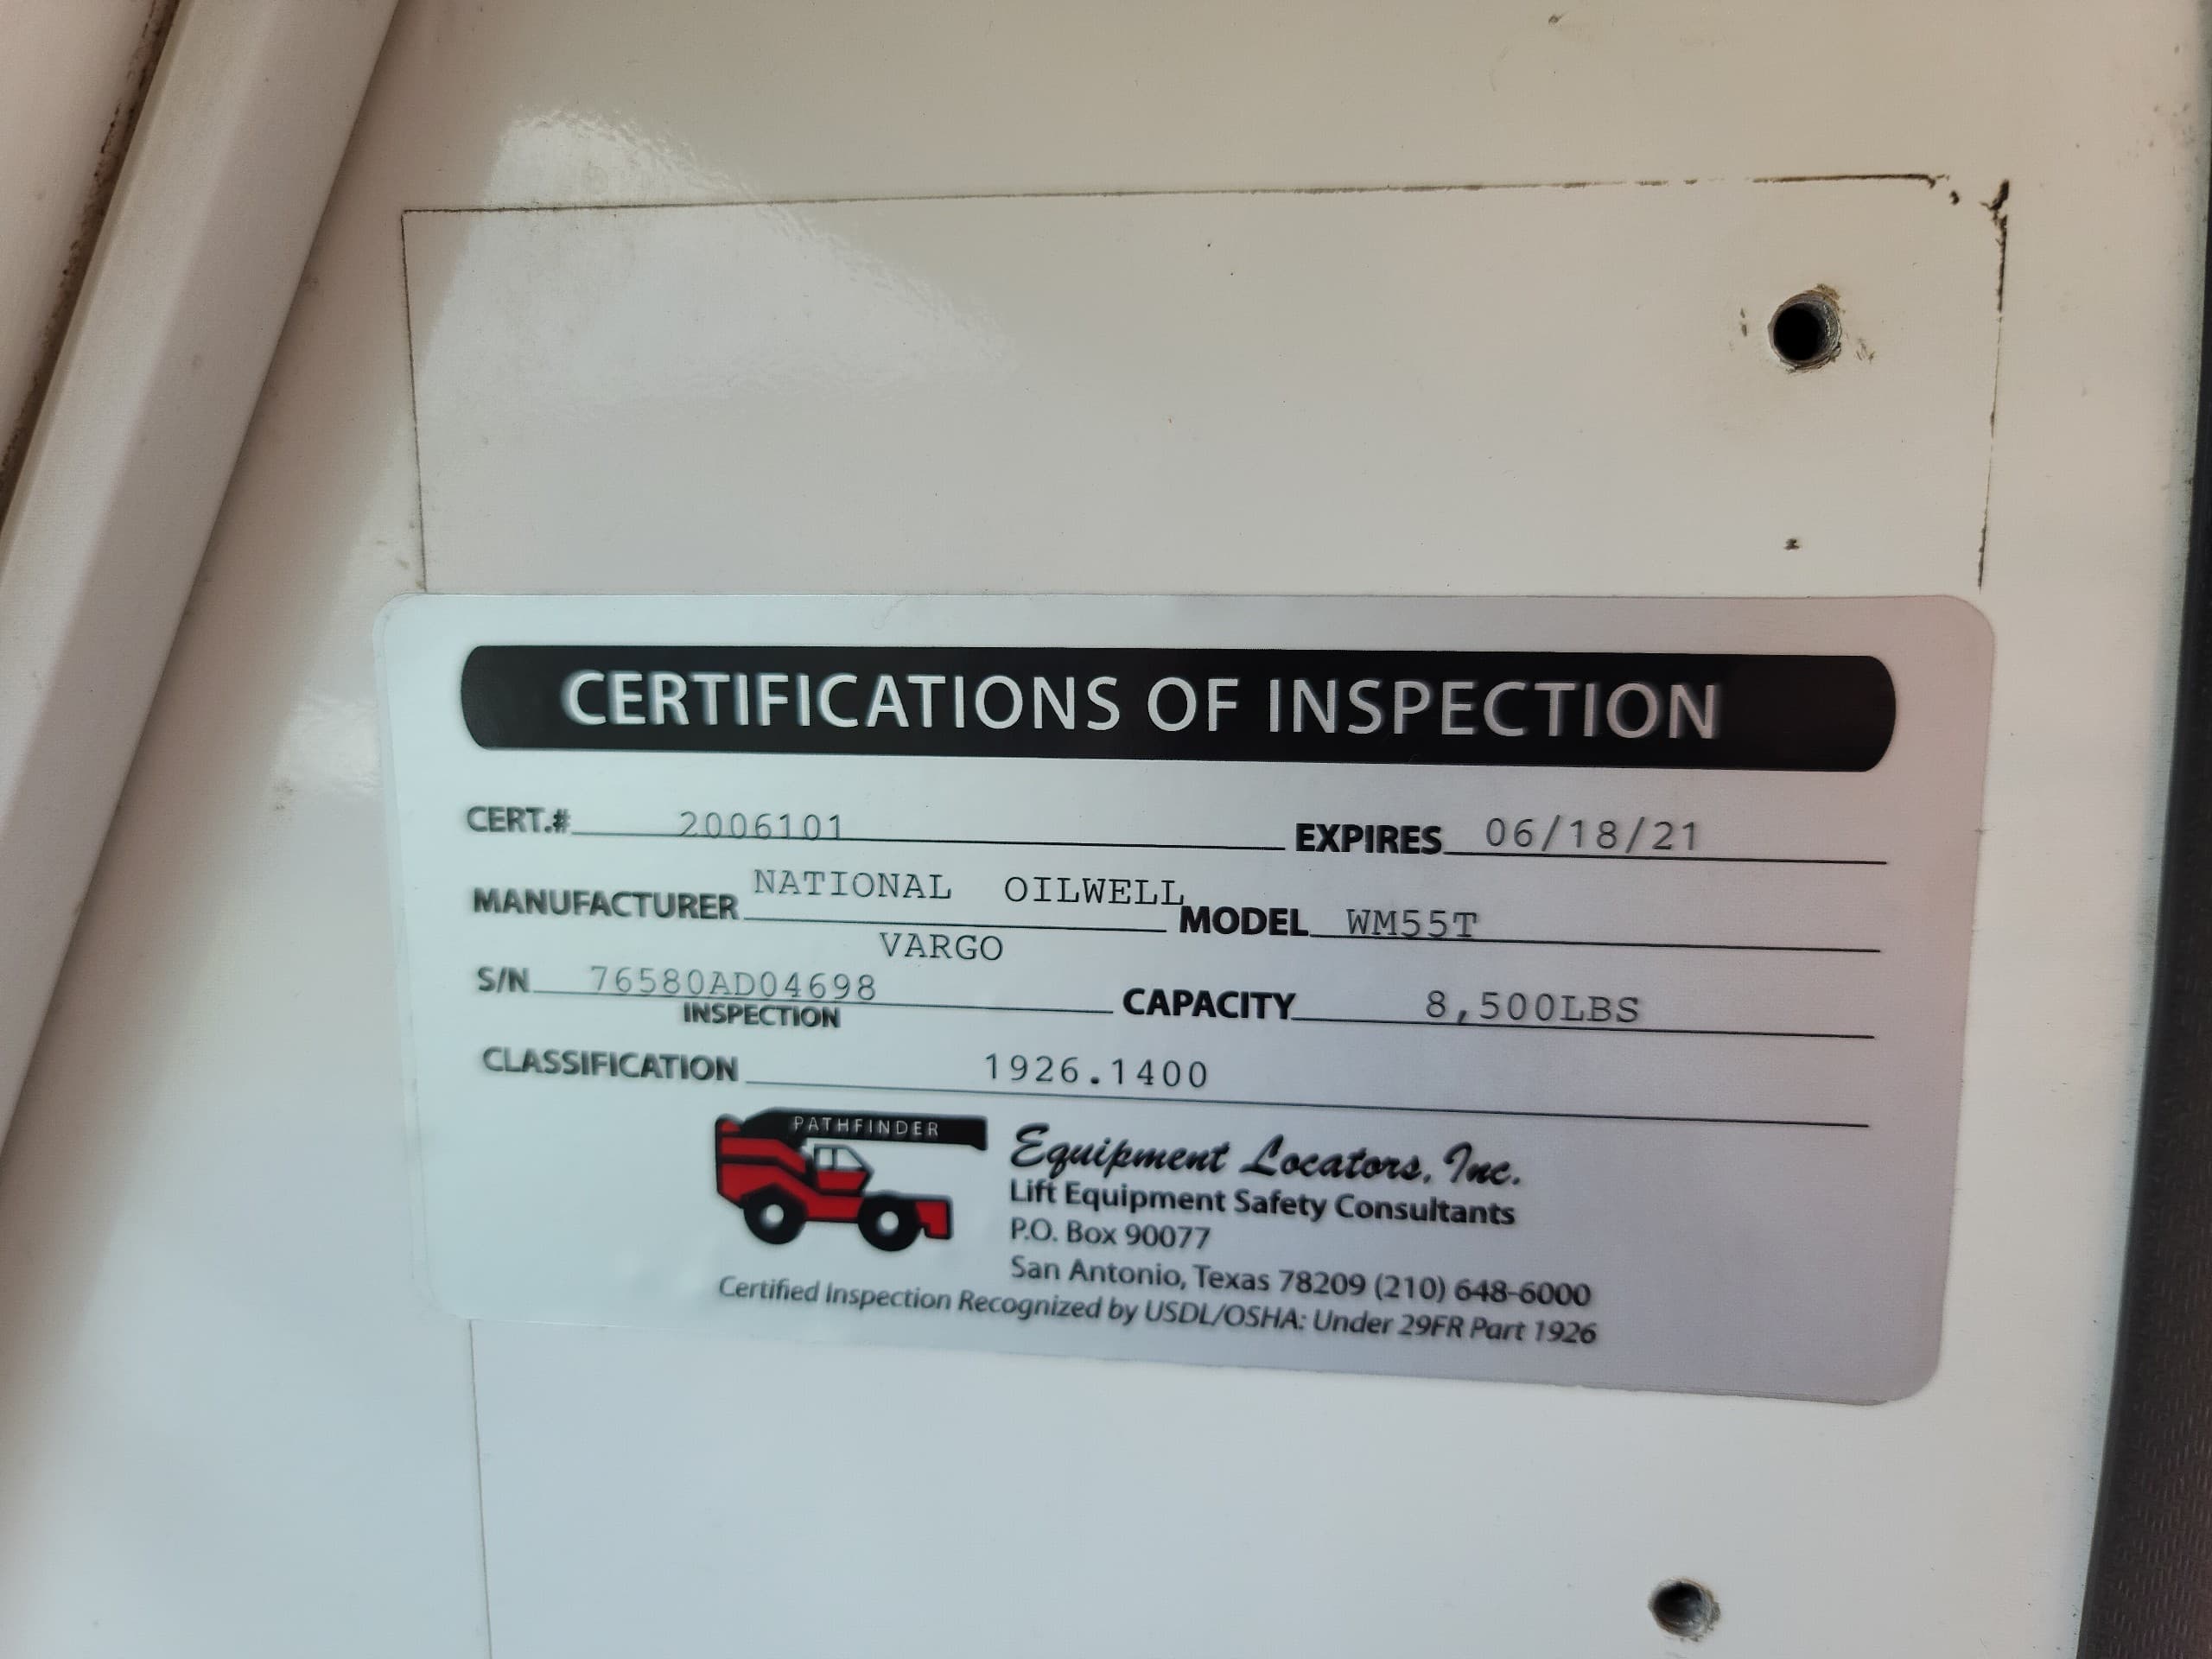 CERTIFICATIONS OF INSPECTION
CERT.# 2006101 EXPIRES 06/18/21
MANUFACTURER NATIONAL OILWELL MODEL WM55T
VARGO
S/N 76580AD04698 CAPACITY 8,500LBS
INSPECTION
CLASSIFICATION 1926.1400
PATHFINDER
Equipment Locators, Inc.
Lift Equipment Safety Consultants
P.O. Box 90077
San Antonio, Texas 78209 (210) 648-6000
Certified Inspection Recognized by USDL/OSHA: Under 29FR Part 1926